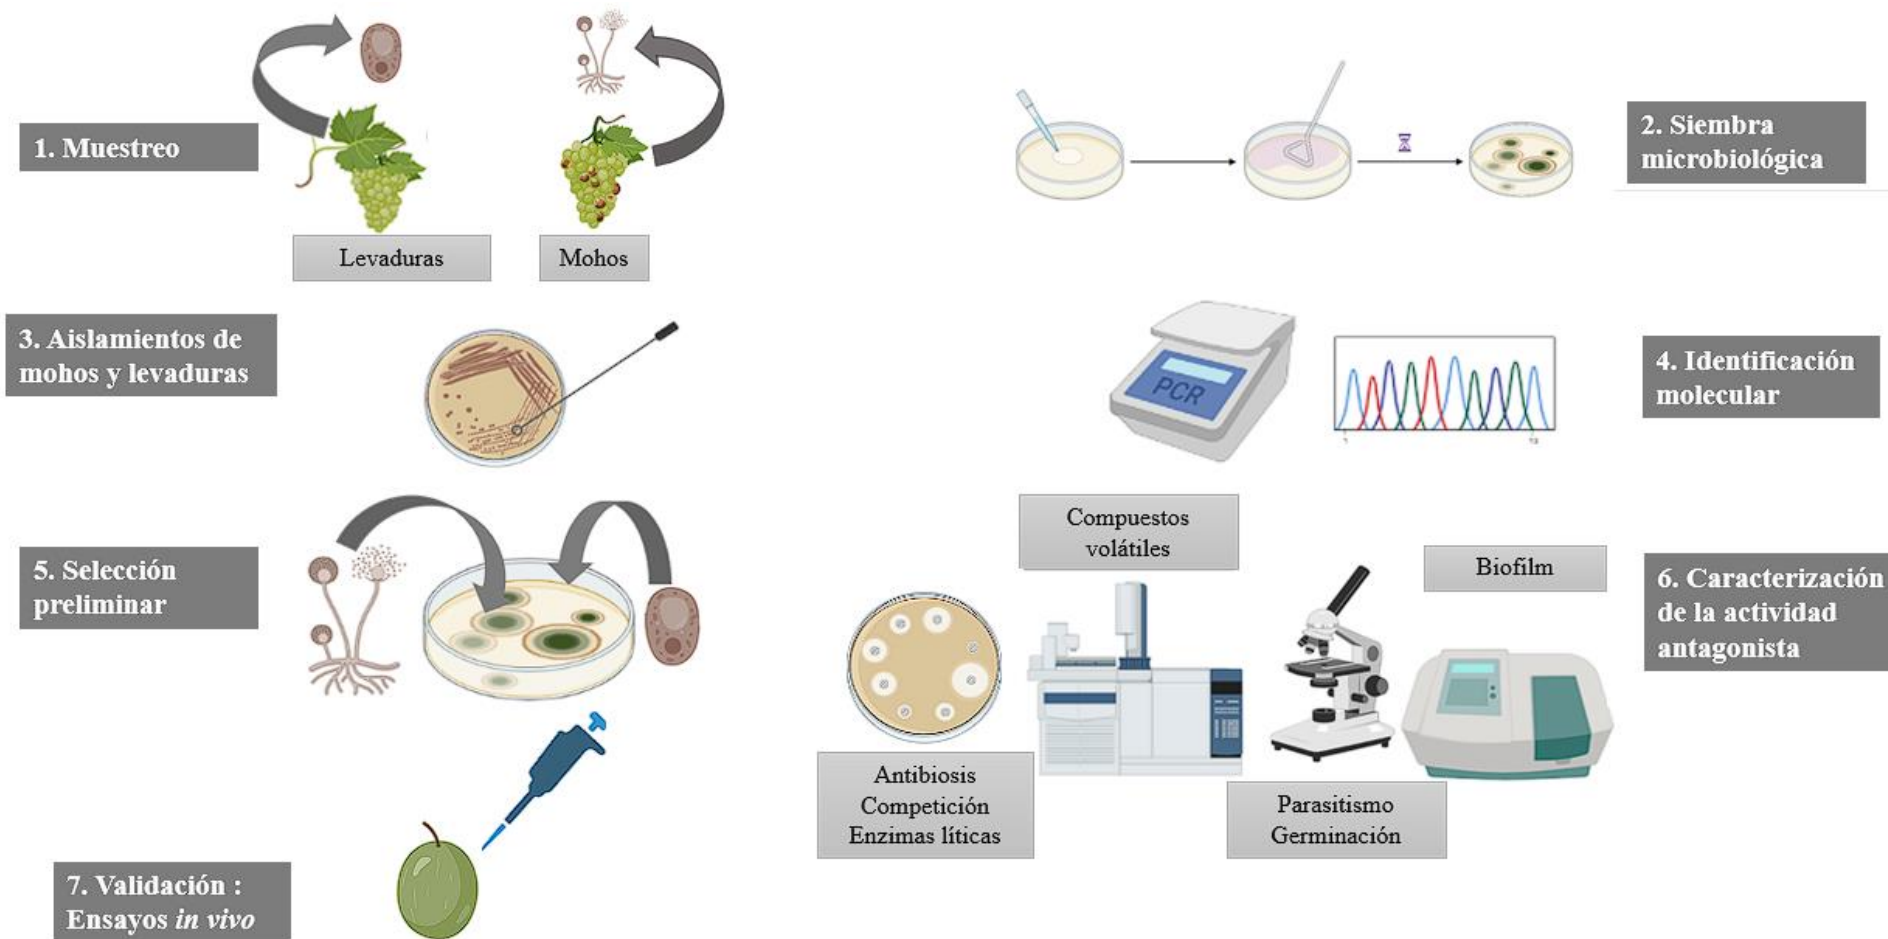 1. Muestreo
Levaduras
Mohos
2. Siembra
microbiológica
3. Aislamientos de
mohos y levaduras
PCR
4. Identificación
molecular
5. Selección
preliminar
Compuestos
volátiles
Biofilm
6. Caracterización
de la actividad
antagonista
Antibiosis
Competición
Enzimas líticas
Parasitismo
Germinación
7. Validación :
Ensayos in vivo